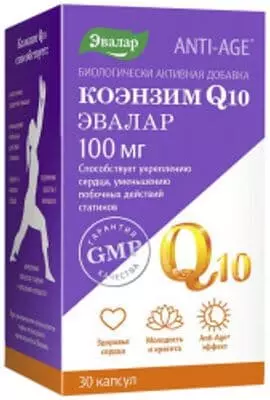 Эвалар
ANTI-AGE
БИОЛОГИЧЕСКИ АКТИВНАЯ ДОБАВКА
КОЭНЗИМ Q10
ЭВАЛАР
100 мг
Способствует укреплению
сердца, уменьшению
побочных действий
статинов
ГАРАНТИЯ
GMP
КАЧЕСТВА
Q10
Здоровье
сердца
Молодость
и красота
Anti-Age
эффект
30 капсул
Коэнзим Q10
способствует: